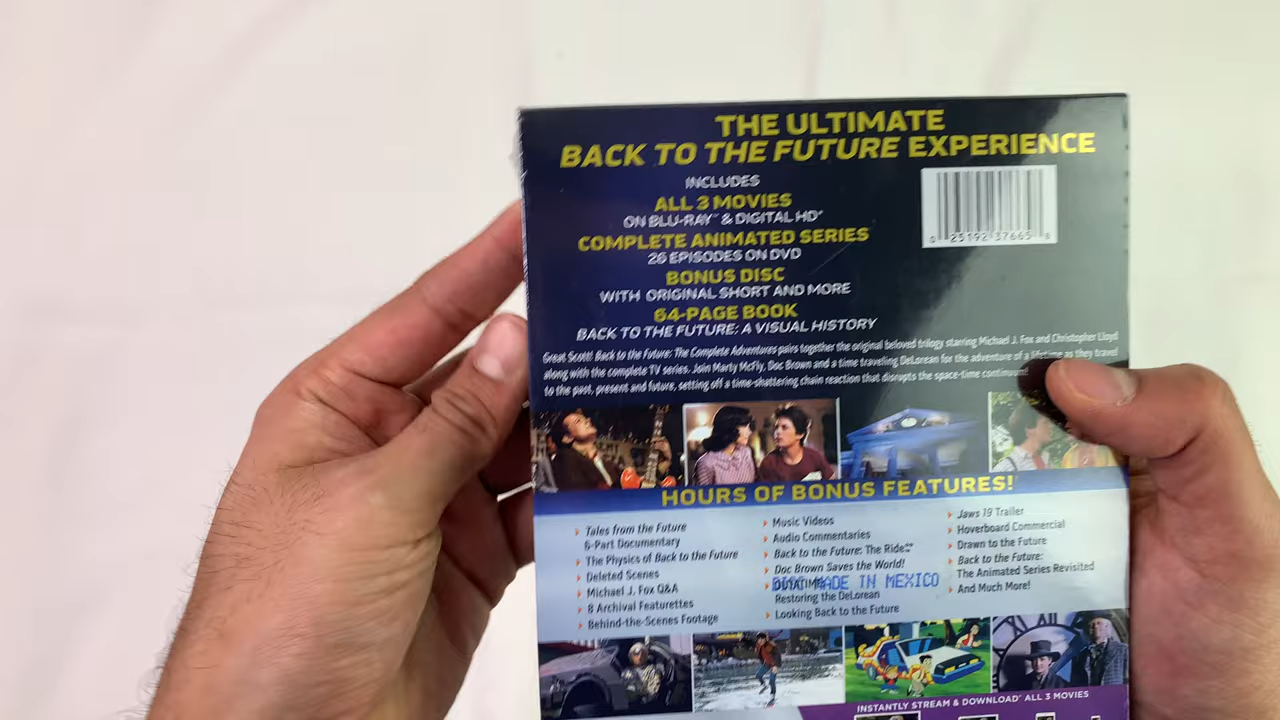 THE ULTIMATE
BACK TO THE FUTURE EXPERIENCE
INCLUDES
ALL 3 MOVIES
ON BLU-RAY™ & DIGITAL HD*
COMPLETE ANIMATED SERIES
26 EPISODES ON DVD
BONUS DISC
WITH ORIGINAL SHORT AND MORE
64-PAGE BOOK
BACK TO THE FUTURE: A VISUAL HISTORY
0 25192 37665 8
Great Scott! Back to the Future: The Complete Adventures pairs together the original beloved trilogy starring Michael J. Fox and Christopher Lloyd
along with the complete TV series. Join Marty McFly, Doc Brown and a time traveling DeLorean for the adventure of a lifetime as they travel
to the past, present and future, setting off a time-shattering chain reaction that disrupts the space-time continuum!
HOURS OF BONUS FEATURES!
Tales from the Future
6-Part Documentary
The Physics of Back to the Future
Deleted Scenes
Michael J. Fox Q&A
8 Archival Featurettes
Behind-the-Scenes Footage
Music Videos
Audio Commentaries
Back to the Future: The Ride**
Doc Brown Saves the World!
OUTATIME:
Restoring the DeLorean
Looking Back to the Future
DISC MADE IN MEXICO
Jaws 19 Trailer
Hoverboard Commercial
Drawn to the Future
Back to the Future:
The Animated Series Revisited
And Much More!
INSTANTLY STREAM & DOWNLOAD* ALL 3 MOVIES